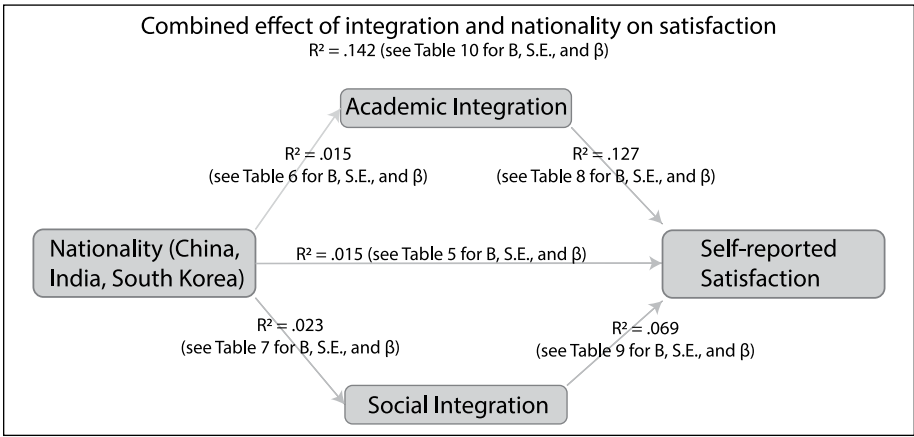 Combined effect of integration and nationality on satisfaction
R² = .142 (see Table 10 for B, S.E., and β)
Academic Integration
R² = .015
(see Table 6 for B, S.E., and β)
R² = .127
(see Table 8 for B, S.E., and β)
Nationality (China,
India, South Korea)
R² = .015 (see Table 5 for B, S.E., and β)
Self-reported
Satisfaction
R² = .023
(see Table 7 for B, S.E., and β)
R² = .069
(see Table 9 for B, S.E., and β)
Social Integration